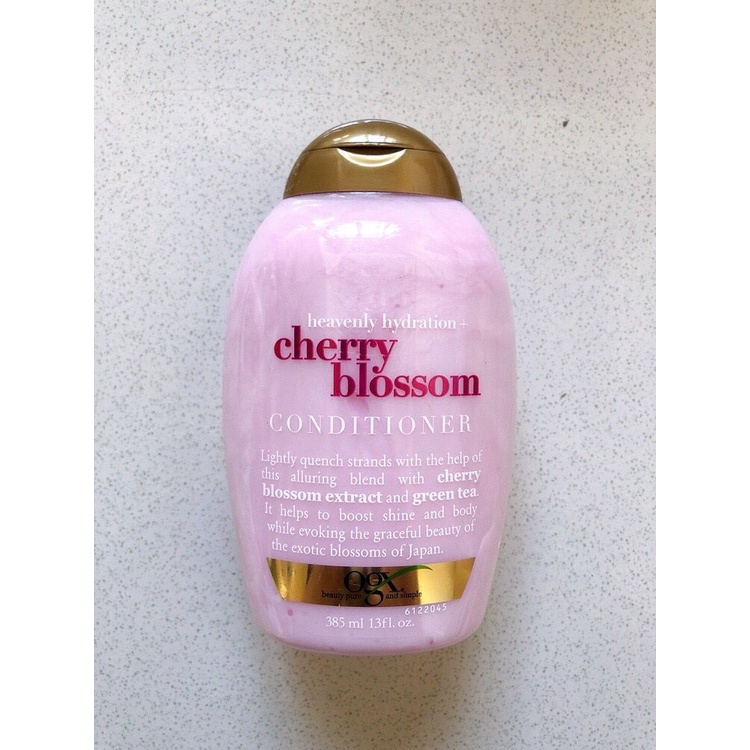 heavenly hydration+
cherry
blossom
CONDITIONER
Lightly quench strands with the help of
this alluring blend with cherry
blossom extract and green tea.
It helps to boost shine and body
while evoking the graceful beauty of
the exotic blossoms of Japan.
ogx
beauty pure and simple
6122045
385 ml 13fl. oz.